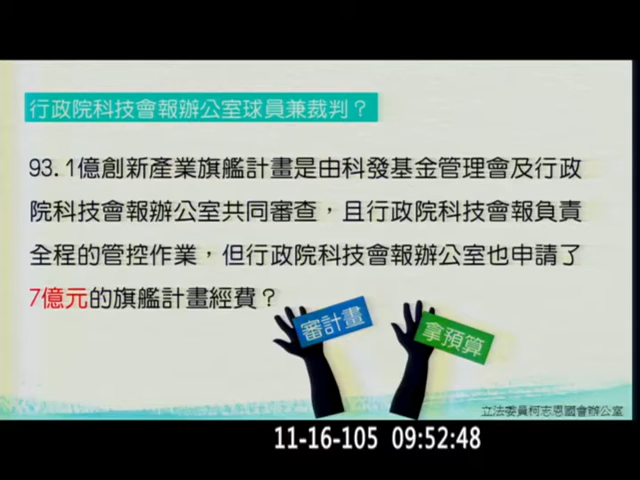 行政院科技會報辦公室球員兼裁判？
93.1億創新產業旗艦計畫是由科發基金管理會及行政
院科技會報辦公室共同審查，且行政院科技會報負責
全程的管控作業，但行政院科技會報辦公室也申請了
7億元的旗艦計畫經費？
審計畫
拿預算
立法委員柯志恩國會辦公室
11-16-105 09:52:48